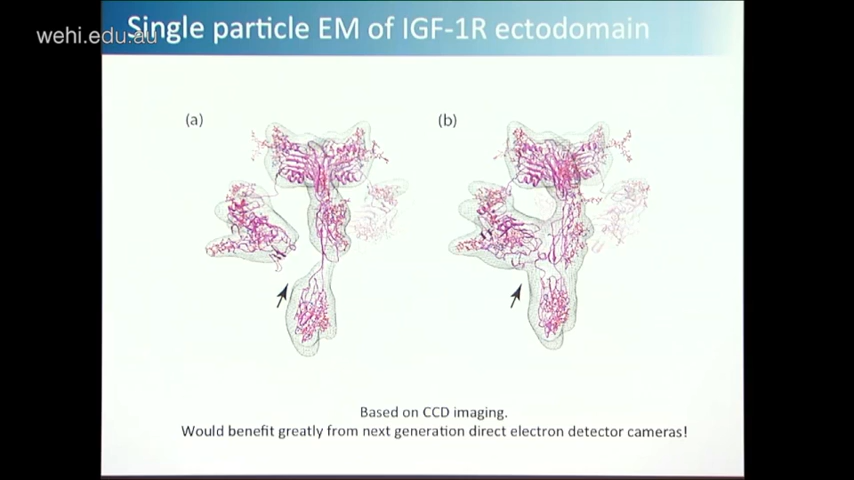 wehi.edu.au
Single particle EM of IGF-1R ectodomain
(a)
(b)
Based on CCD imaging.
Would benefit greatly from next generation direct electron detector cameras!